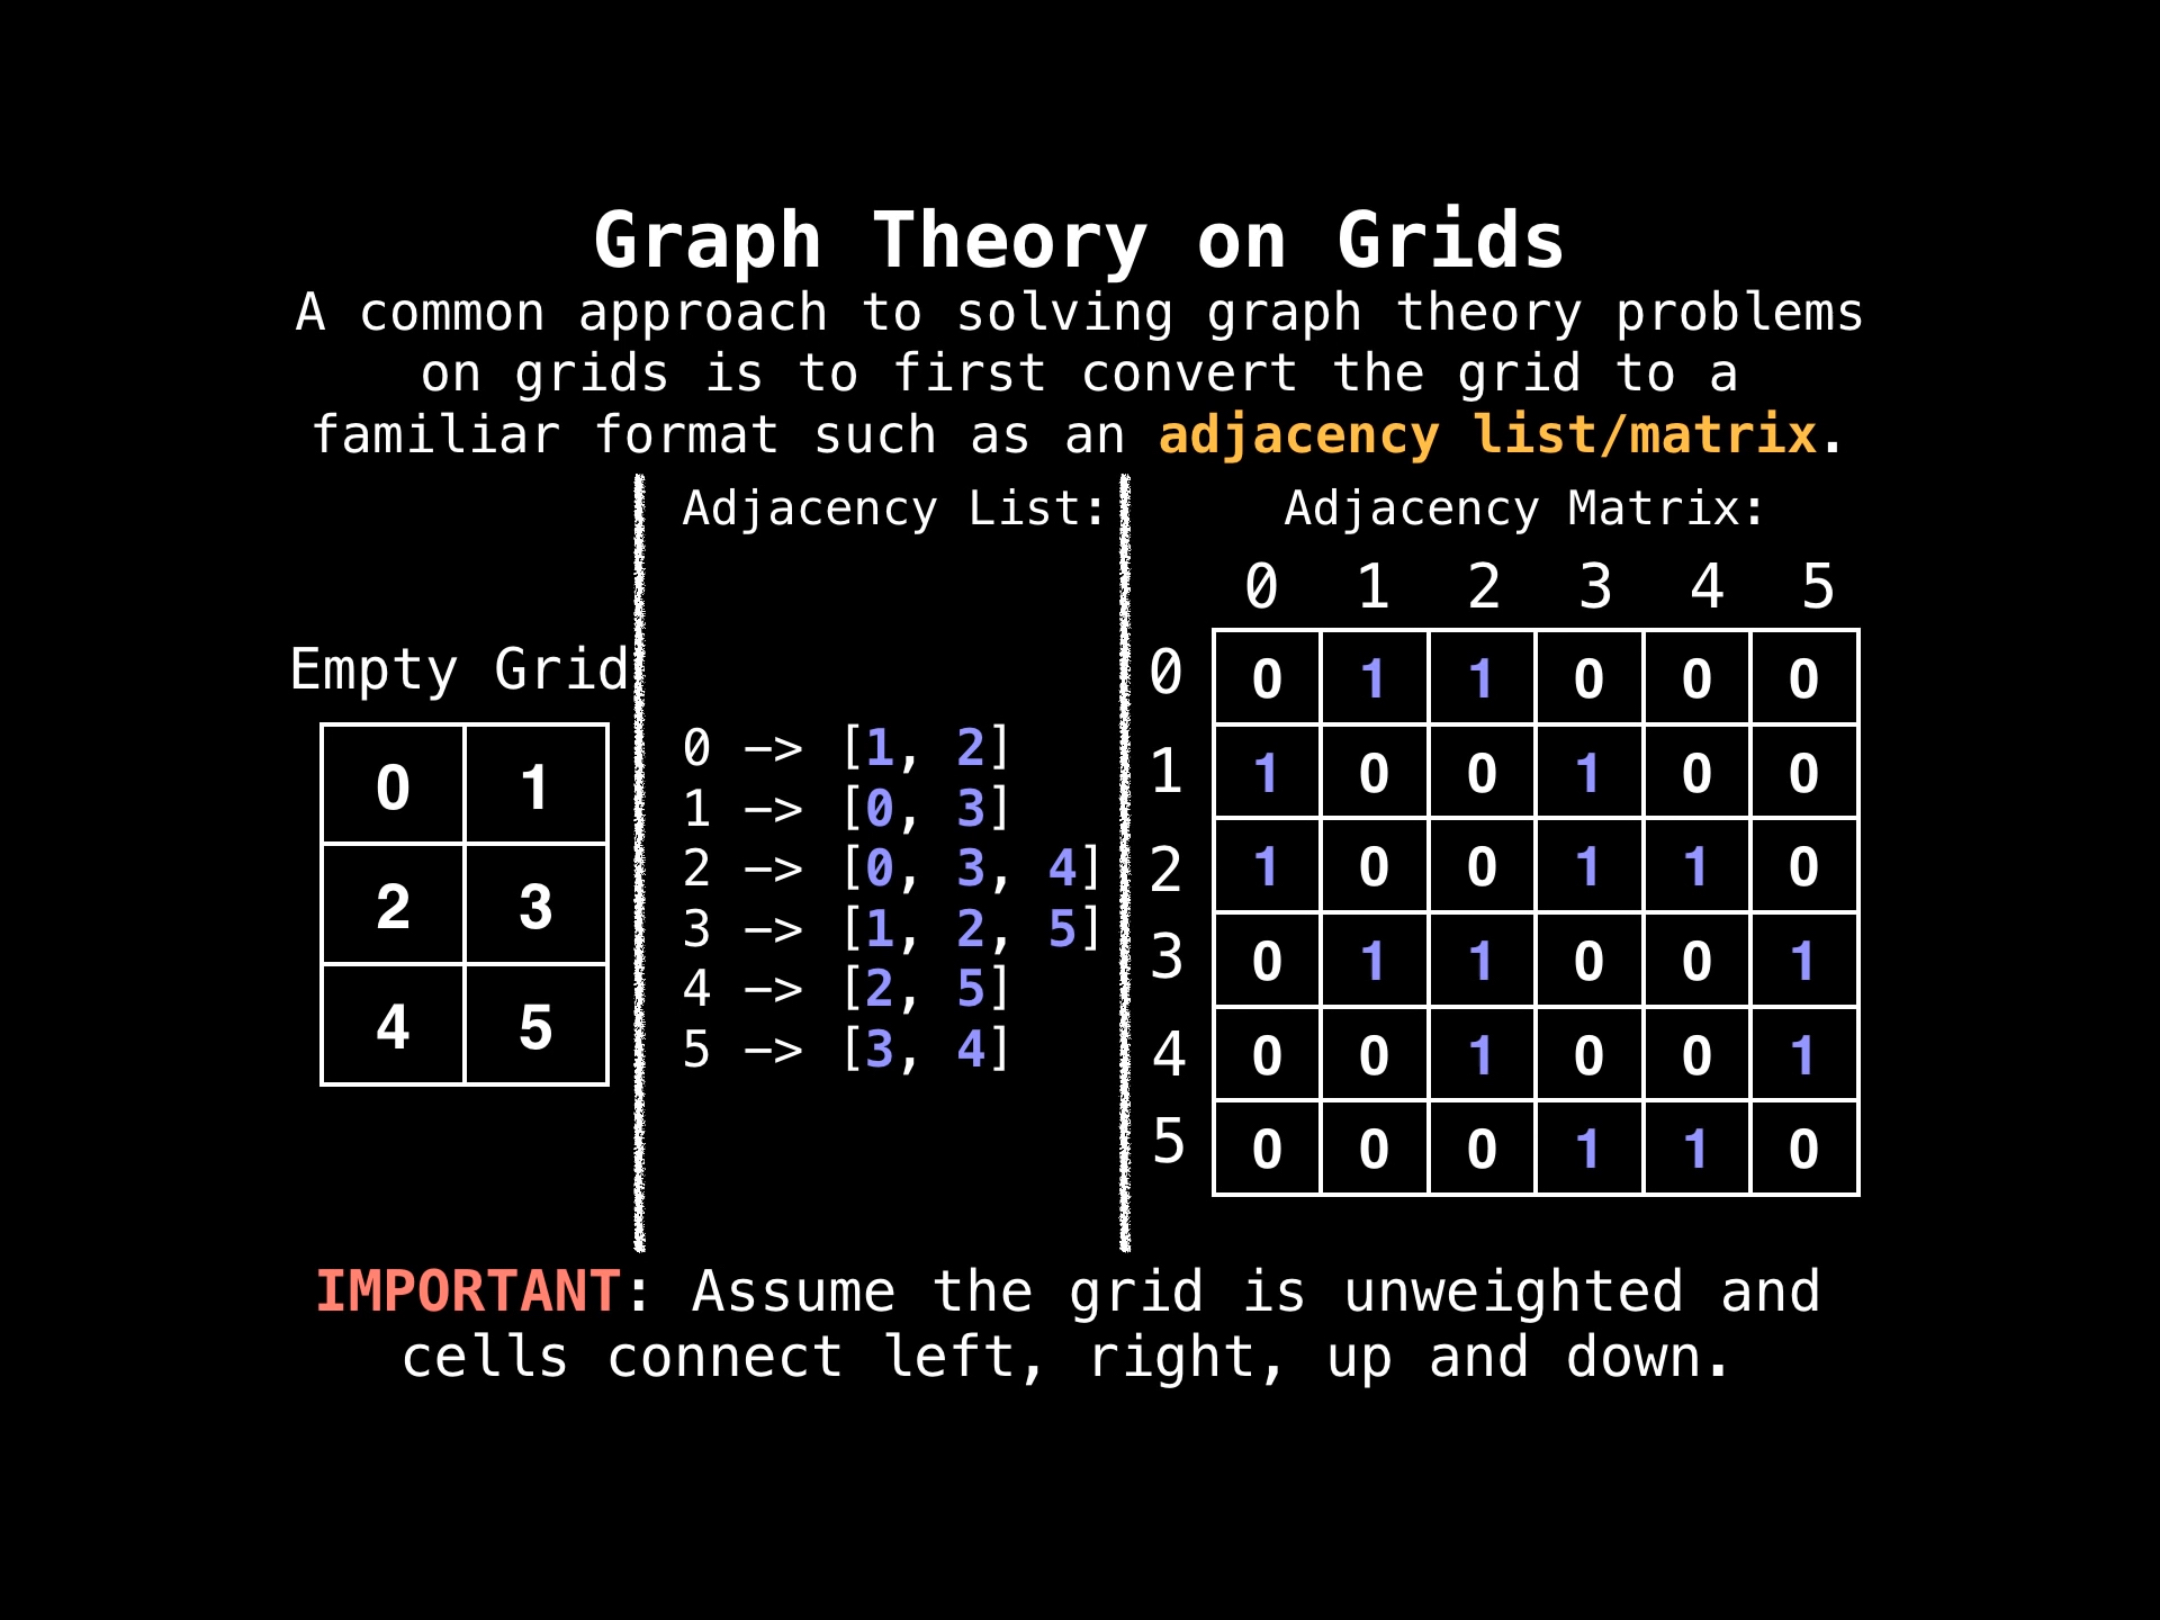 Graph Theory on Grids
A common approach to solving graph theory problems
on grids is to first convert the grid to a
familiar format such as an adjacency list/matrix.
Empty Grid
0 1
2 3
4 5
Adjacency List:
0 -> [1, 2]
1 -> [0, 3]
2 -> [0, 3, 4]
3 -> [1, 2, 5]
4 -> [2, 5]
5 -> [3, 4]
Adjacency Matrix:
0 1 2 3 4 5
0 0 1 1 0 0 0
1 1 0 0 1 0 0
2 1 0 0 1 1 0
3 0 1 1 0 0 1
4 0 0 1 0 0 1
5 0 0 0 1 1 0
IMPORTANT: Assume the grid is unweighted and
cells connect left, right, up and down.